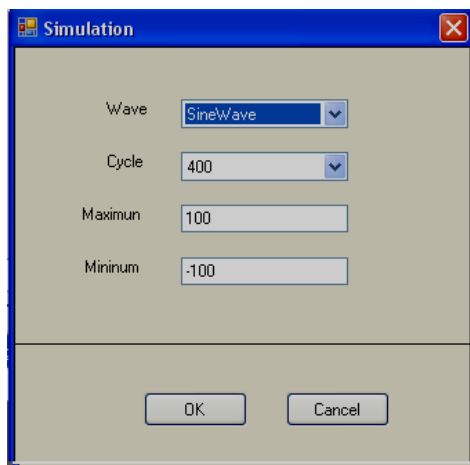 Simulation
Wave SineWave
Cycle 400
Maximun 100
Mininum -100
OK Cancel